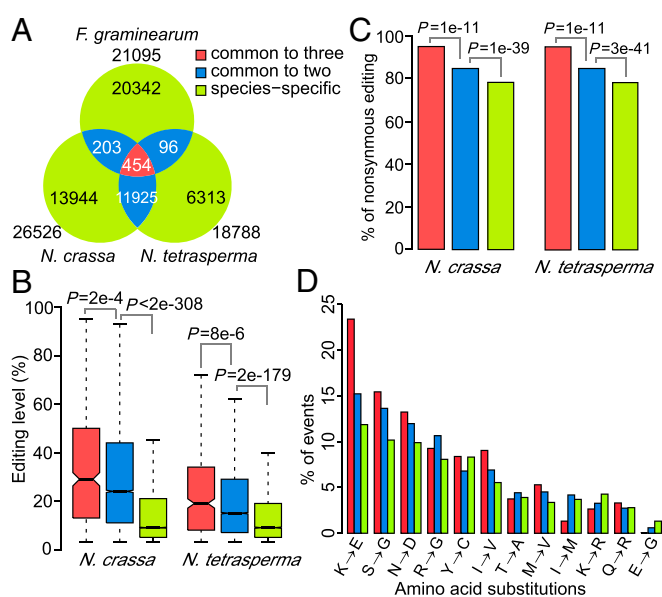 A
F. graminearum
21095
20342
203
96
454
13944
11925
6313
26526
18788
N. crassa
N. tetrasperma
common to three
common to two
species-specific
B
Editing level (%)
100
80
60
40
20
0
P=2e-4
P<2e-308
P=8e-6
P=2e-179
N. crassa
N. tetrasperma
C
% of nonsynmous editing
100
80
60
40
20
0
P=1e-11
P=1e-39
P=1e-11
P=3e-41
N. crassa
N. tetrasperma
D
% of events
25
20
15
10
5
0
K→E
S→G
N→D
R→G
Y→C
I→V
T→A
M→V
I→M
K→R
Q→R
E→G
Amino acid substitutions